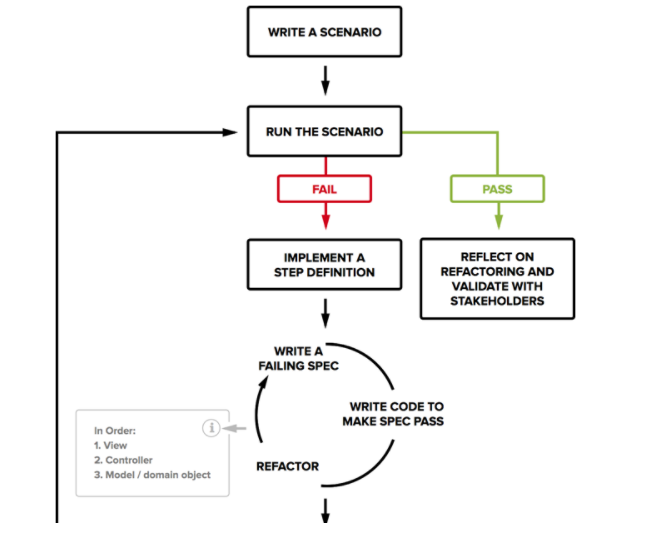 WRITE A SCENARIO
RUN THE SCENARIO
FAIL
PASS
IMPLEMENT A
STEP DEFINITION
REFLECT ON
REFACTORING AND
VALIDATE WITH
STAKEHOLDERS
WRITE A
FAILING SPEC
WRITE CODE TO
MAKE SPEC PASS
REFACTOR
i
In Order:
1. View
2. Controller
3. Model / domain object